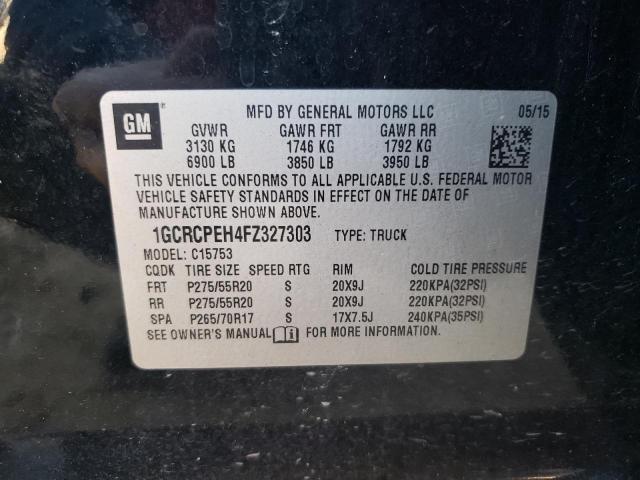 GM
MFD BY GENERAL MOTORS LLC 05/15
GVWR GAWR FRT GAWR RR
3130 KG 1746 KG 1792 KG
6900 LB 3850 LB 3950 LB
THIS VEHICLE CONFORMS TO ALL APPLICABLE U.S. FEDERAL MOTOR
VEHICLE SAFETY STANDARDS IN EFFECT ON THE DATE OF
MANUFACTURE SHOWN ABOVE.
1GCRCPEH4FZ327303 TYPE: TRUCK
MODEL: C15753
CQDK TIRE SIZE SPEED RTG RIM COLD TIRE PRESSURE
FRT P275/55R20 S 20X9J 220KPA(32PSI)
RR P275/55R20 S 20X9J 220KPA(32PSI)
SPA P265/70R17 S 17X7.5J 240KPA(35PSI)
SEE OWNER'S MANUAL FOR MORE INFORMATION.